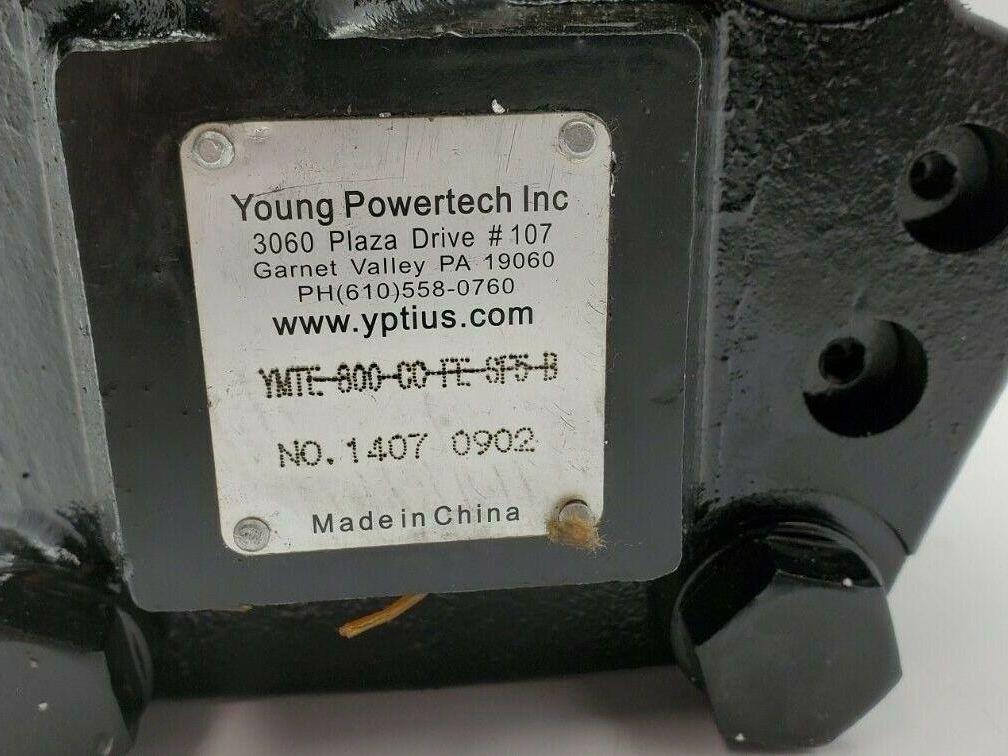 Young Powertech Inc
3060 Plaza Drive # 107
Garnet Valley PA 19060
PH(610)558-0760
www.yptius.com
YMTE-800-CO-FE-SF5-B
NO.1407 0902
Made in China